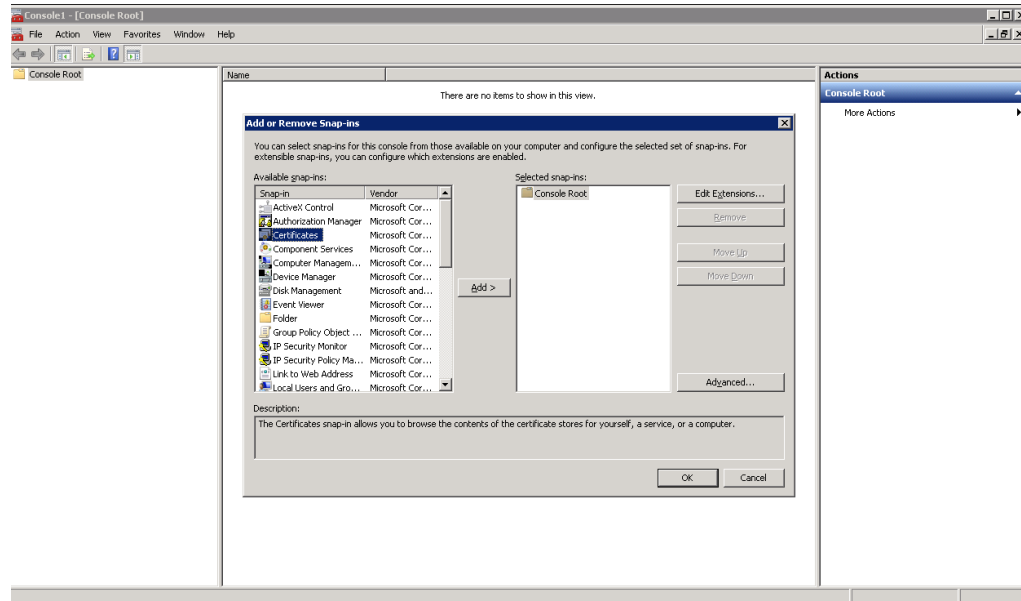 Console1 - [Console Root]
File Action View Favorites Window Help
Console Root
Name
There are no items to show in this view.
Actions
Console Root
More Actions
Add or Remove Snap-ins
You can select snap-ins for this console from those available on your computer and configure the selected set of snap-ins. For
extensible snap-ins, you can configure which extensions are enabled.
Available snap-ins:
Snap-in Vendor
ActiveX Control Microsoft Cor...
Authorization Manager Microsoft Cor...
Certificates Microsoft Cor...
Component Services Microsoft Cor...
Computer Managem... Microsoft Cor...
Device Manager Microsoft Cor...
Disk Management Microsoft and...
Event Viewer Microsoft Cor...
Folder Microsoft Cor...
Group Policy Object ... Microsoft Cor...
IP Security Monitor Microsoft Cor...
IP Security Policy Ma... Microsoft Cor...
Link to Web Address Microsoft Cor...
Local Users and Gro... Microsoft Cor...
Add >
Selected snap-ins:
Console Root
Edit Extensions...
Remove
Move Up
Move Down
Advanced...
Description:
The Certificates snap-in allows you to browse the contents of the certificate stores for yourself, a service, or a computer.
OK Cancel